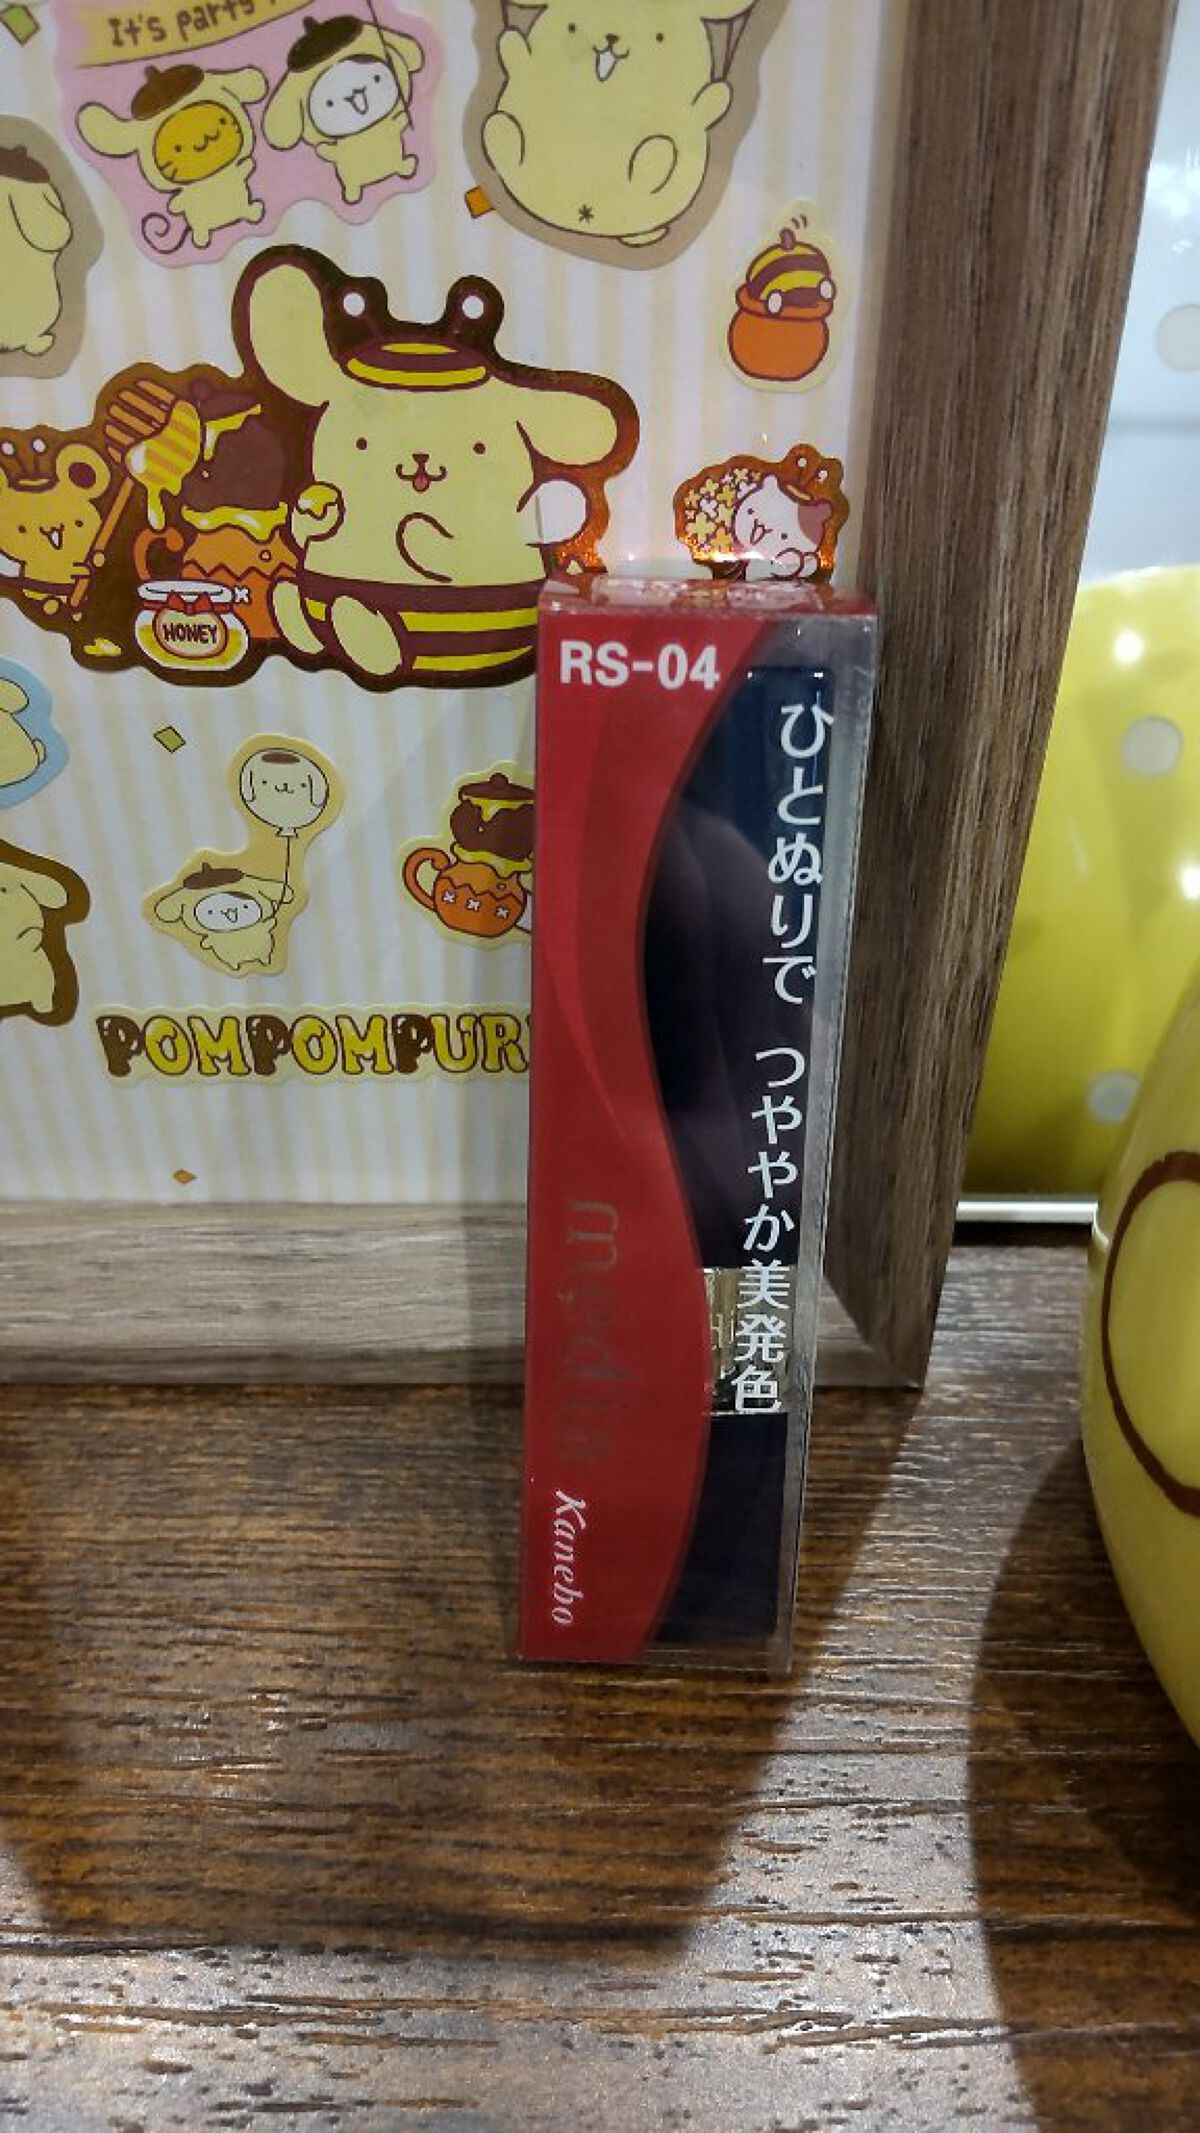 It's party
HONEY
POMPOMPUR
RS-04
ひとぬりで つややか美発色
media
Kanebo